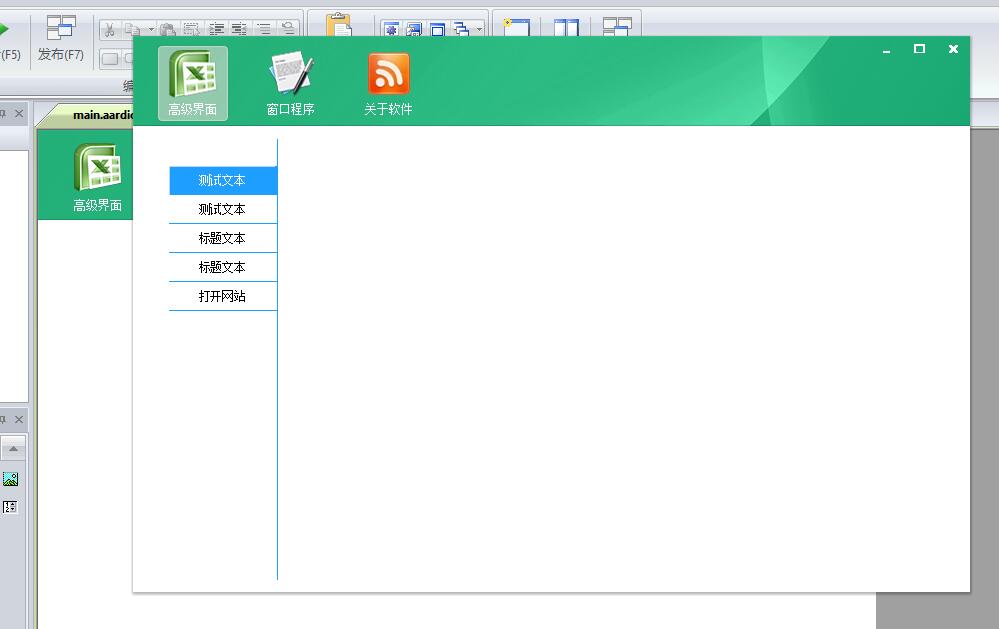 (F5)
发布(F7)
编
main.aardio
高级界面
高级界面
窗口程序
关于软件
测试文本
测试文本
标题文本
标题文本
打开网站